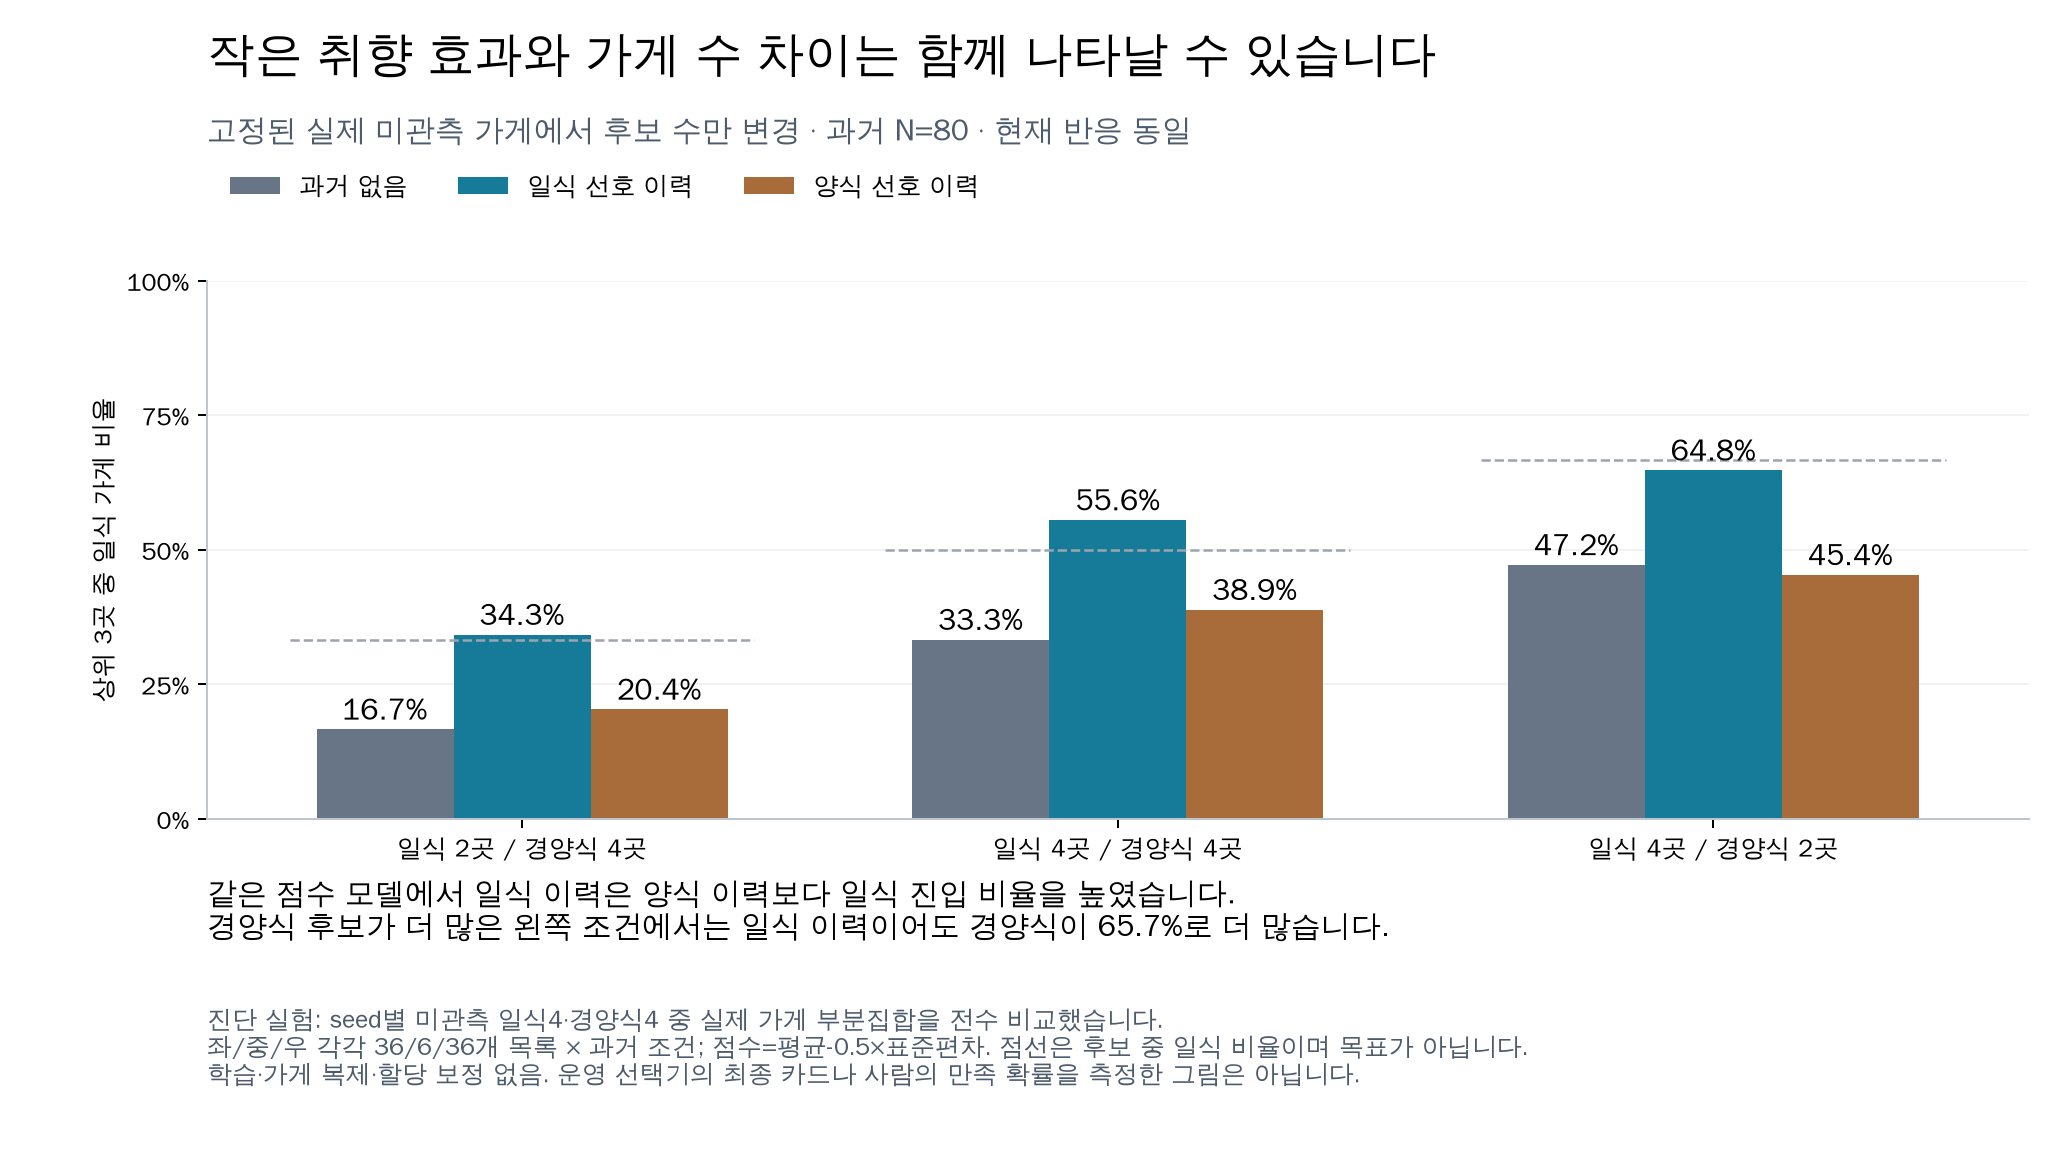 작은 취향 효과와 가게 수 차이는 함께 나타날 수 있습니다
고정된 실제 미관측 가게에서 후보 수만 변경 · 과거 N=80 · 현재 반응 동일
과거 없음
일식 선호 이력
양식 선호 이력
상위 3곳 중 일식 가게 비율
100%
75%
50%
25%
0%
16.7%
34.3%
20.4%
33.3%
55.6%
38.9%
47.2%
64.8%
45.4%
일식 2곳 / 경양식 4곳
일식 4곳 / 경양식 4곳
일식 4곳 / 경양식 2곳
같은 점수 모델에서 일식 이력은 양식 이력보다 일식 진입 비율을 높였습니다.
경양식 후보가 더 많은 왼쪽 조건에서는 일식 이력이어도 경양식이 65.7%로 더 많습니다.
진단 실험: seed별 미관측 일식4·경양식4 중 실제 가게 부분집합을 전수 비교했습니다.
좌/중/우 각각 36/6/36개 목록 × 과거 조건; 점수=평균-0.5×표준편차. 점선은 후보 중 일식 비율이며 목표가 아닙니다.
학습·가게 복제·할당 보정 없음. 운영 선택기의 최종 카드나 사람의 만족 확률을 측정한 그림은 아닙니다.